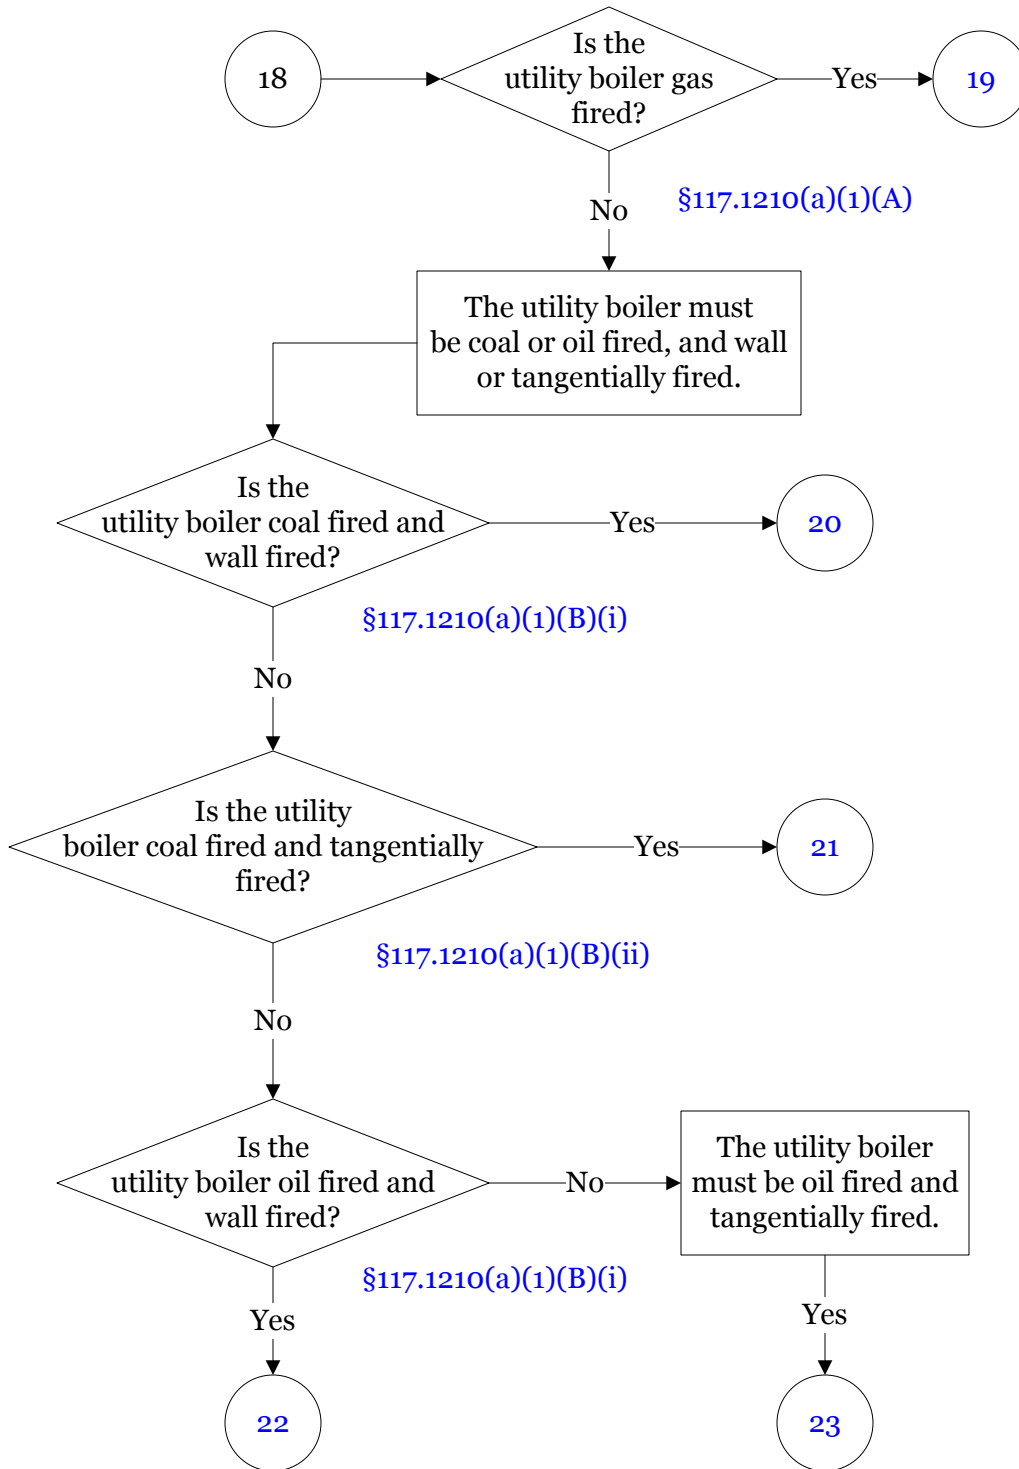 18
Is the
utility boiler gas
fired?
Yes
19
No
§117.1210(a)(1)(A)
The utility boiler must
be coal or oil fired, and wall
or tangentially fired.
Is the
utility boiler coal fired and
wall fired?
Yes
20
§117.1210(a)(1)(B)(i)
No
Is the utility
boiler coal fired and tangentially
fired?
Yes
21
§117.1210(a)(1)(B)(ii)
No
Is the
utility boiler oil fired and
wall fired?
No
The utility boiler
must be oil fired and
tangentially fired.
§117.1210(a)(1)(B)(i)
Yes
Yes
22
23